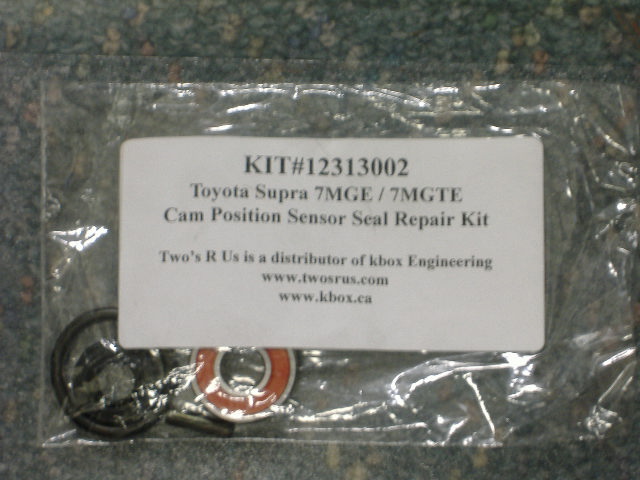 KIT#12313002
Toyota Supra 7MGE / 7MGTE
Cam Position Sensor Seal Repair Kit
Two's R Us is a distributor of kbox Engineering
www.twosrus.com
www.kbox.ca